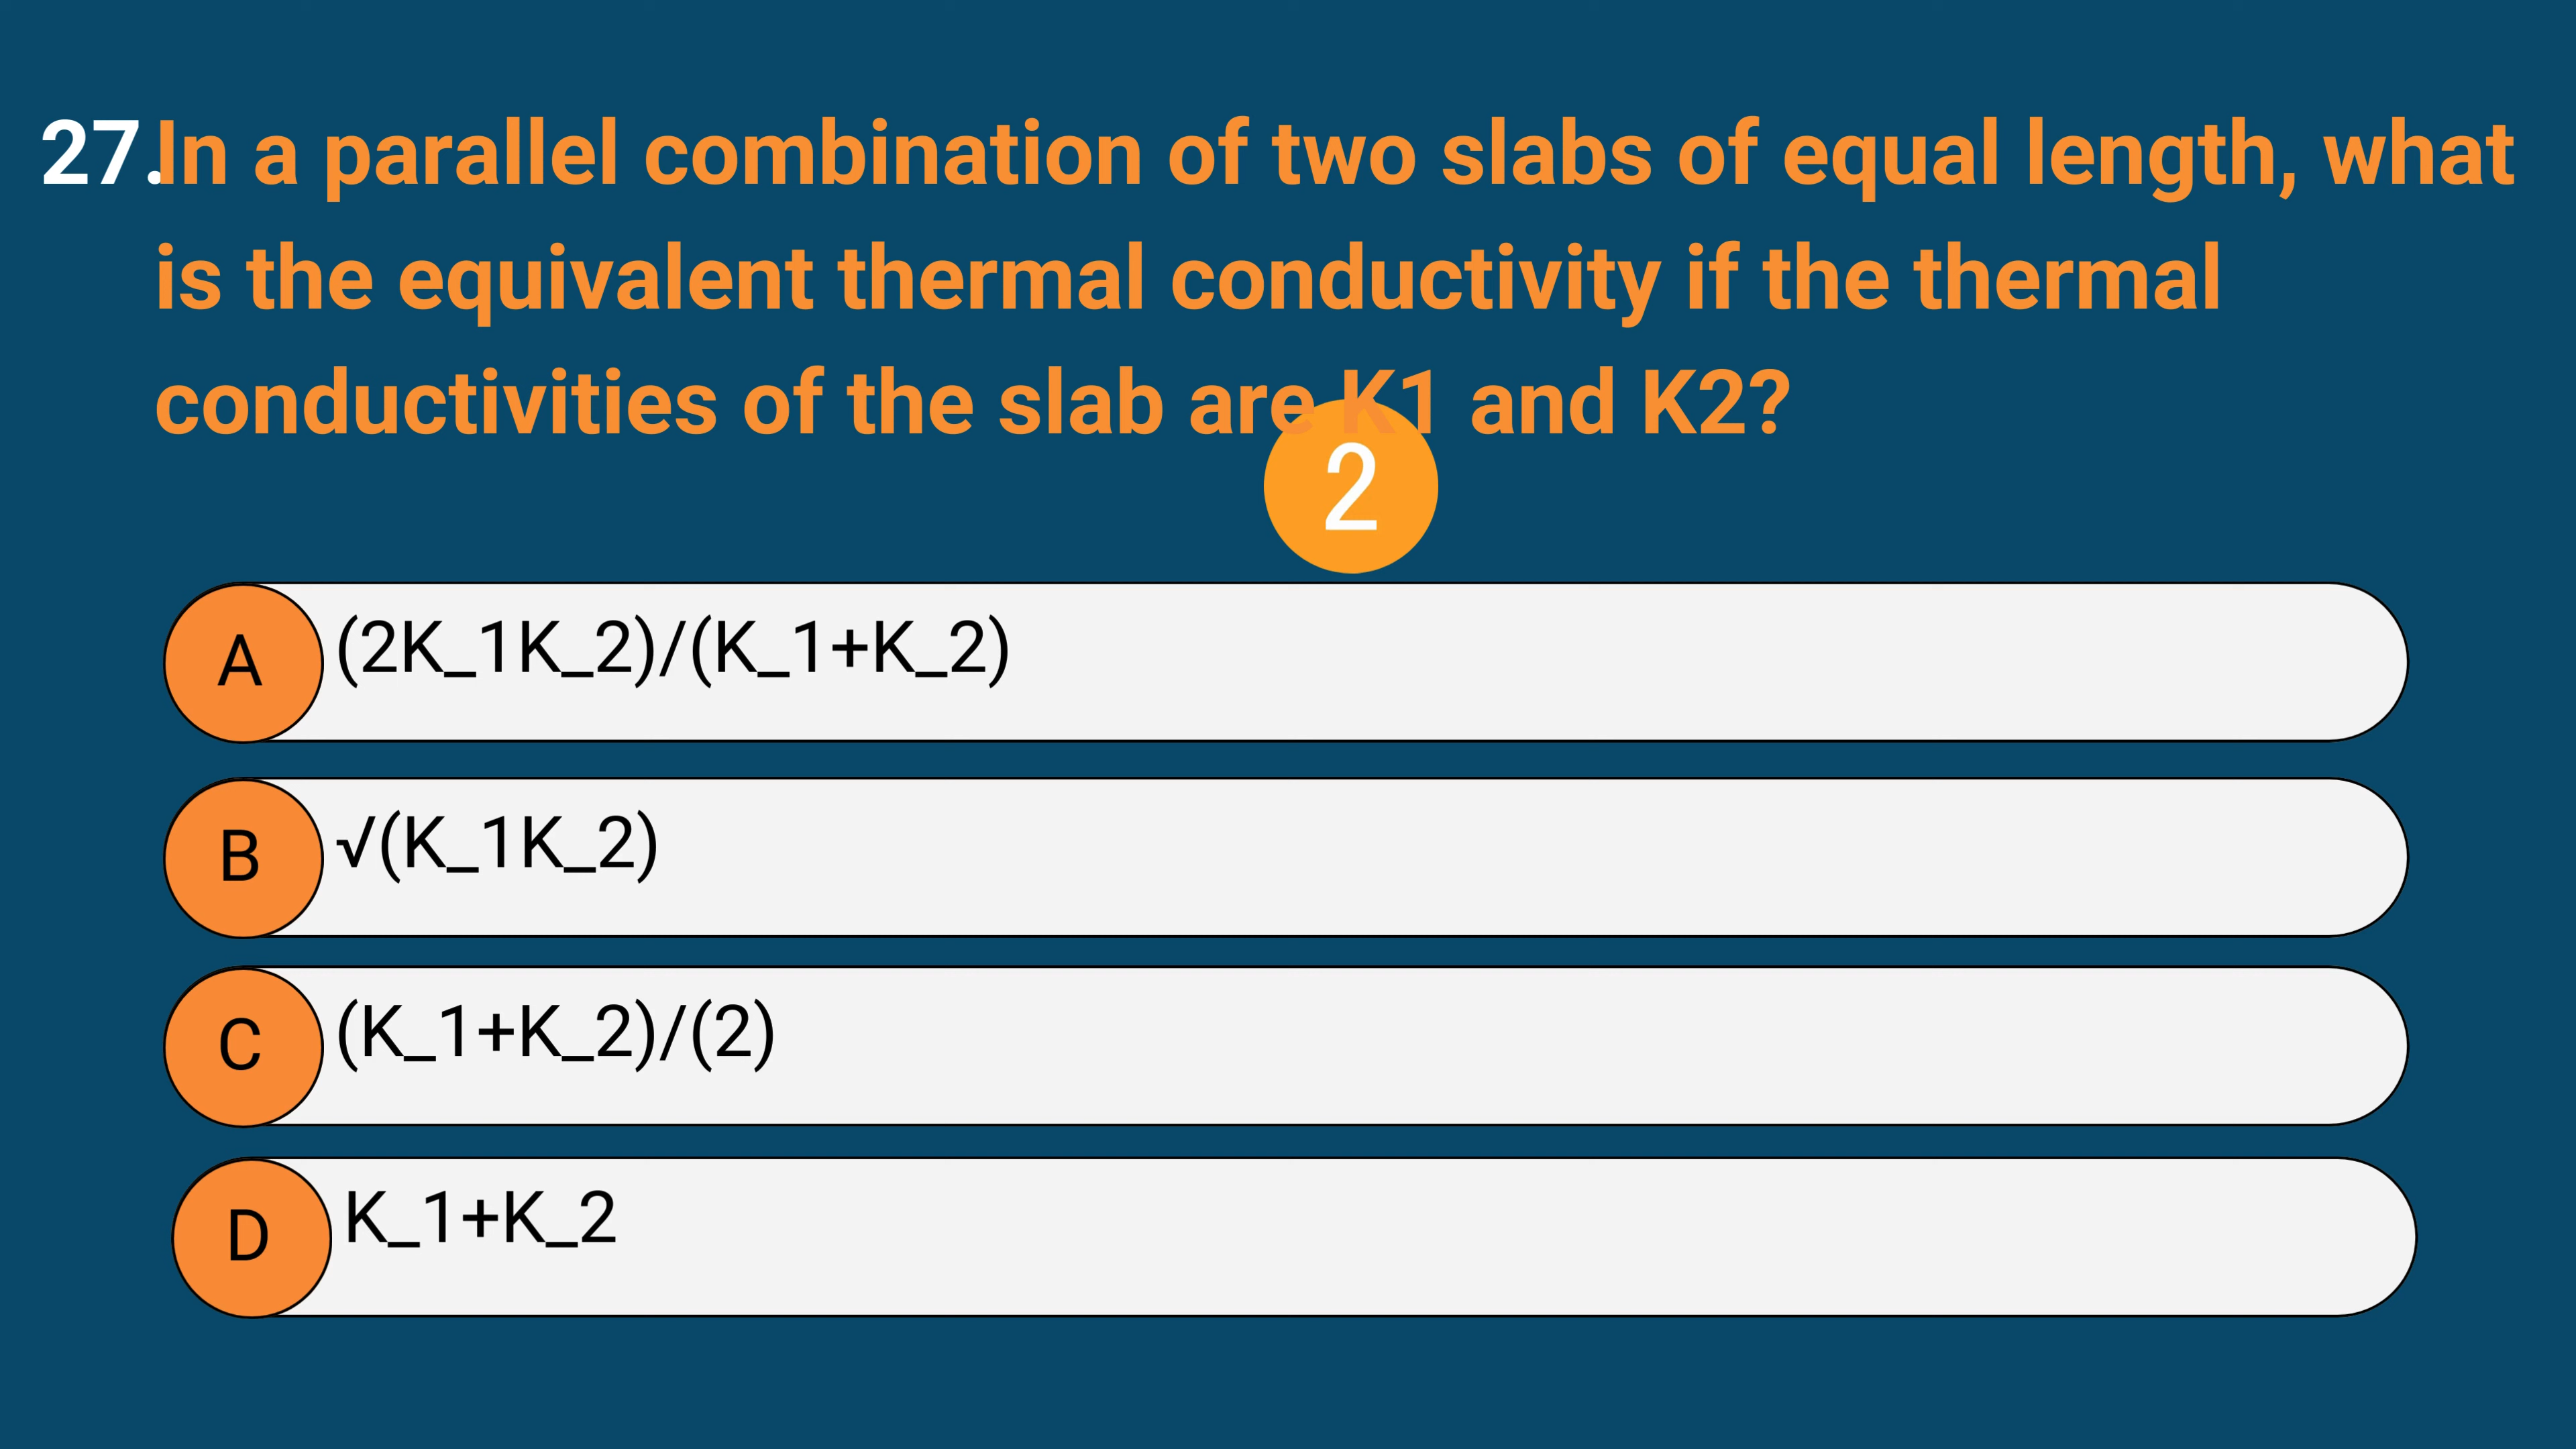 27.In a parallel combination of two slabs of equal length, what
is the equivalent thermal conductivity if the thermal
conductivities of the slab are K1 and K2?
2
A (2K_1K_2)/(K_1+K_2)
B √(K_1K_2)
C (K_1+K_2)/(2)
D K_1+K_2